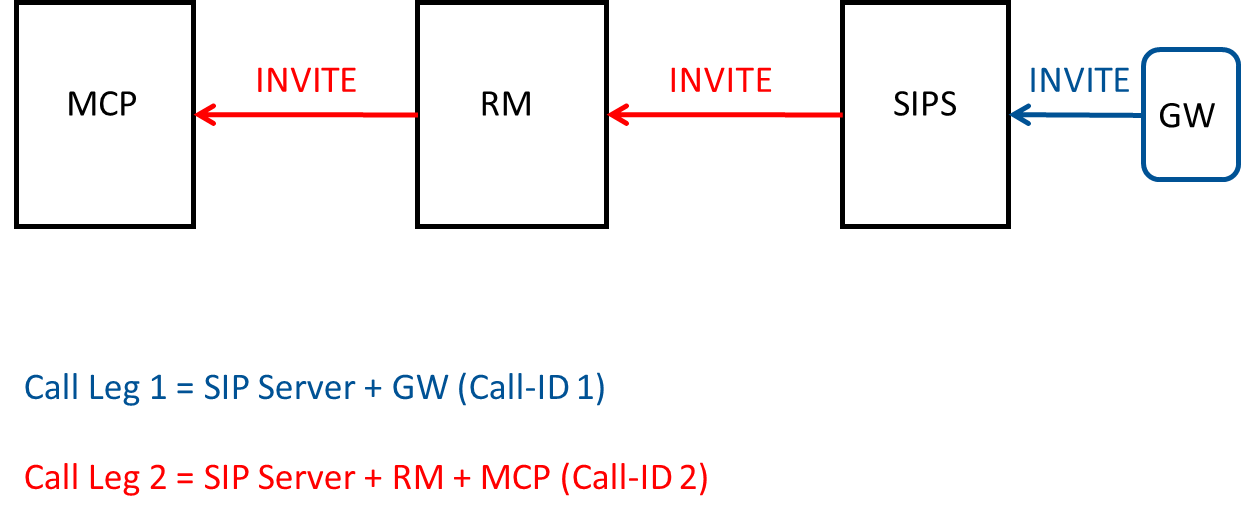 INVITE INVITE INVITE
MCP RM SIPS GW
Call Leg 1 = SIP Server + GW (Call-ID 1)
Call Leg 2 = SIP Server + RM + MCP (Call-ID 2)